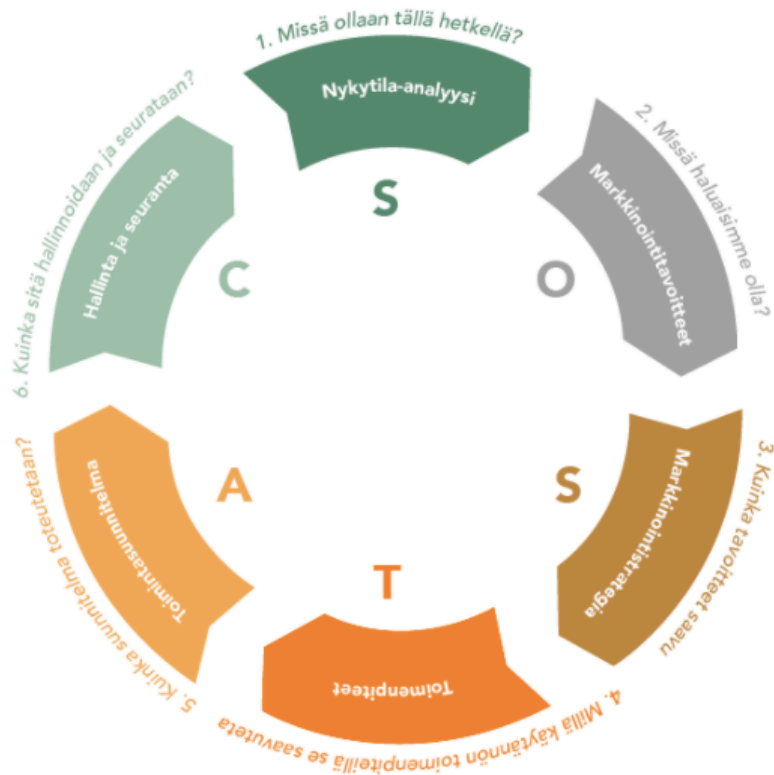 1. Missä ollaan tällä hetkellä?
Nykytila-analyysi
S
2. Missä haluaisimme olla?
Markkinointitavoitteet
O
3. Kuinka tavoitteet saavu
Markkinointistrategia
S
4. Millä käytännön toimenpiteillä se saavuteta
Toimenpiteet
T
5. Kuinka suunnitelma toteutetaan?
Toimintasuunnitelma
A
6. Kuinka sitä hallinnoidaan ja seurataan?
Hallinta ja seuranta
C